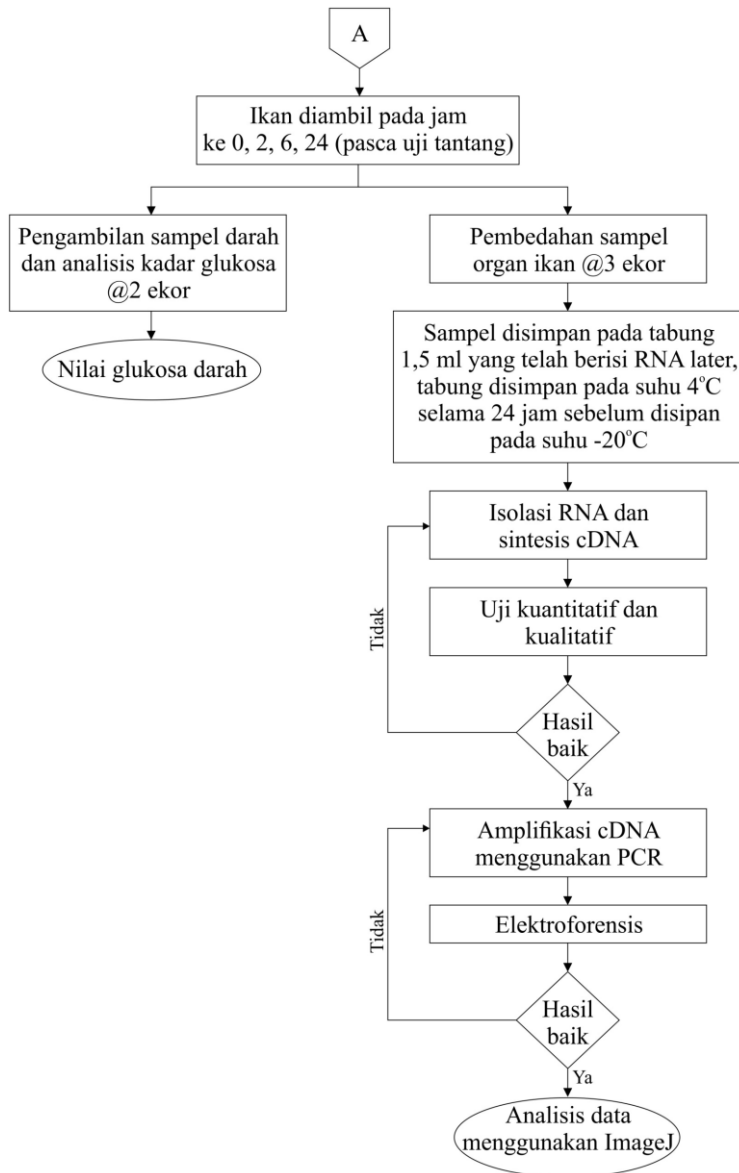 A
Ikan diambil pada jam
ke 0, 2, 6, 24 (pasca uji tantang)
Pengambilan sampel darah
dan analisis kadar glukosa
@2 ekor
Nilai glukosa darah
Pembedahan sampel
organ ikan @3 ekor
Sampel disimpan pada tabung
1,5 ml yang telah berisi RNA later,
tabung disimpan pada suhu 4°C
selama 24 jam sebelum disipan
pada suhu -20°C
Isolasi RNA dan
sintesis cDNA
Uji kuantitatif dan
kualitatif
Tidak
Hasil
baik
Ya
Amplifikasi cDNA
menggunakan PCR
Elektroforensis
Tidak
Hasil
baik
Ya
Analisis data
menggunakan ImageJ